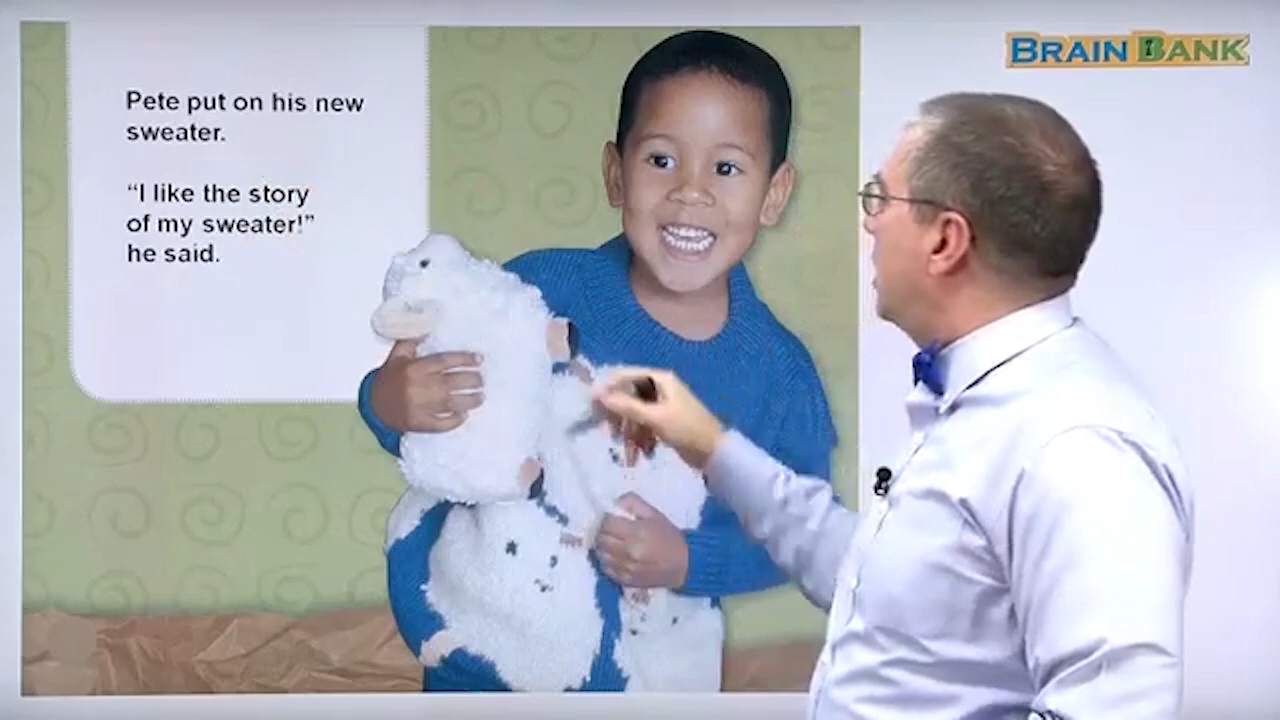 BRAIN BANK
Pete put on his new
sweater.
“I like the story
of my sweater!”
he said.